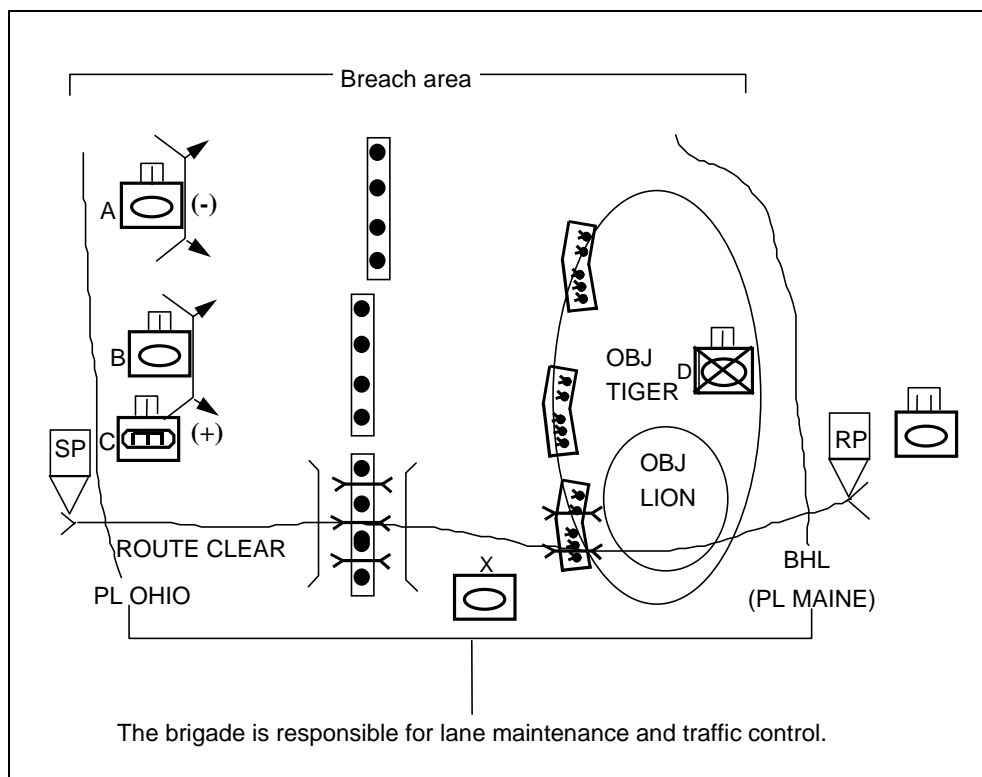 Breach area
A
(-)
B
C
(+)
SP
OBJ
TIGER
D
OBJ
LION
RP
ROUTE CLEAR
PL OHIO
X
BHL
(PL MAINE)
The brigade is responsible for lane maintenance and traffic control.